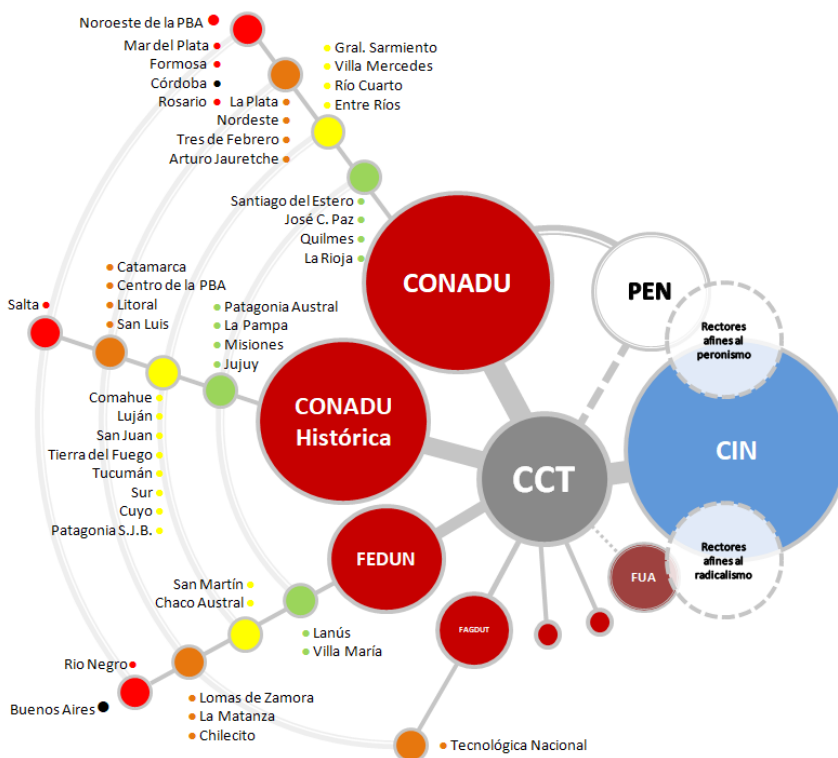 Noroeste de la PBA
Mar del Plata
Formosa
Córdoba
Rosario
La Plata
Nordeste
Tres de Febrero
Arturo Jauretche
Gral. Sarmiento
Villa Mercedes
Río Cuarto
Entre Ríos
Santiago del Estero
José C. Paz
Quilmes
La Rioja
CONADU
PEN
Rectores
afines al
peronismo
Salta
Catamarca
Centro de la PBA
Litoral
San Luis
Patagonia Austral
La Pampa
Misiones
Jujuy
CONADU
Histórica
Comahue
Luján
San Juan
Tierra del Fuego
Tucumán
Sur
Cuyo
Patagonia S.J.B.
CCT
CIN
FEDUN
Rectores
afines al
radicalismo
FUA
San Martín
Chaco Austral
Lanús
Villa María
FAGDUT
Rio Negro
Buenos Aires
Lomas de Zamora
La Matanza
Chilecito
Tecnológica Nacional